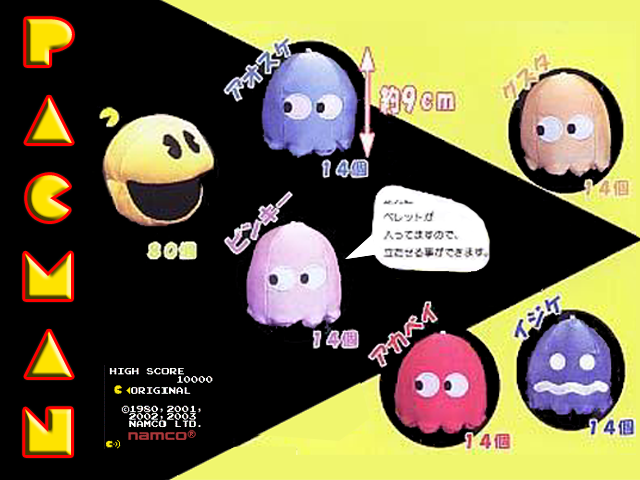 PACMAN
アオスケ
約9cm
14個
グズタ
14個
80個
ピンキー
ペレットが
入ってますので、
立たせる事ができます。
14個
アカベイ
14個
イジケ
14個
HIGH SCORE
10000
ORIGINAL
©1980,2001,
2002,2003
NAMCO LTD.
namco®